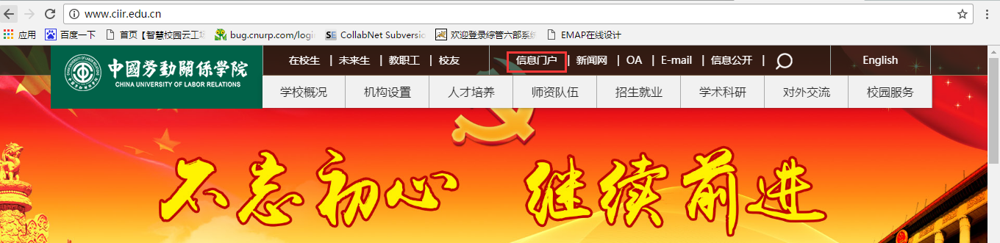 www.ciir.edu.cn
应用 百度一下 首页【智慧校园云工场 bug.cnurp.com/logi CollabNet Subversio 欢迎登录综管六部系统 EMAP在线设计
在校生 | 未来生 | 教职工 | 校友 信息门户 | 新闻网 | OA | E-mail | 信息公开 | English
中國劳動關係學院
CHINA UNIVERSITY OF LABOR RELATIONS
学校概况 机构设置 人才培养 师资队伍 招生就业 学术科研 对外交流 校园服务
不忘初心 继续前进